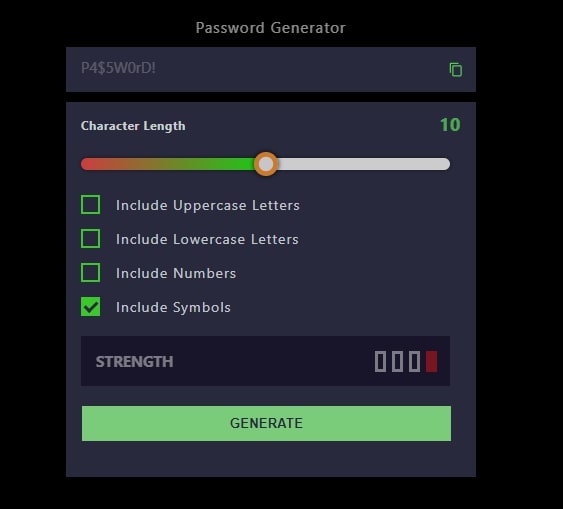 Password Generator
P4$5W0rD!
Character Length
10
Include Uppercase Letters
Include Lowercase Letters
Include Numbers
Include Symbols
STRENGTH
GENERATE